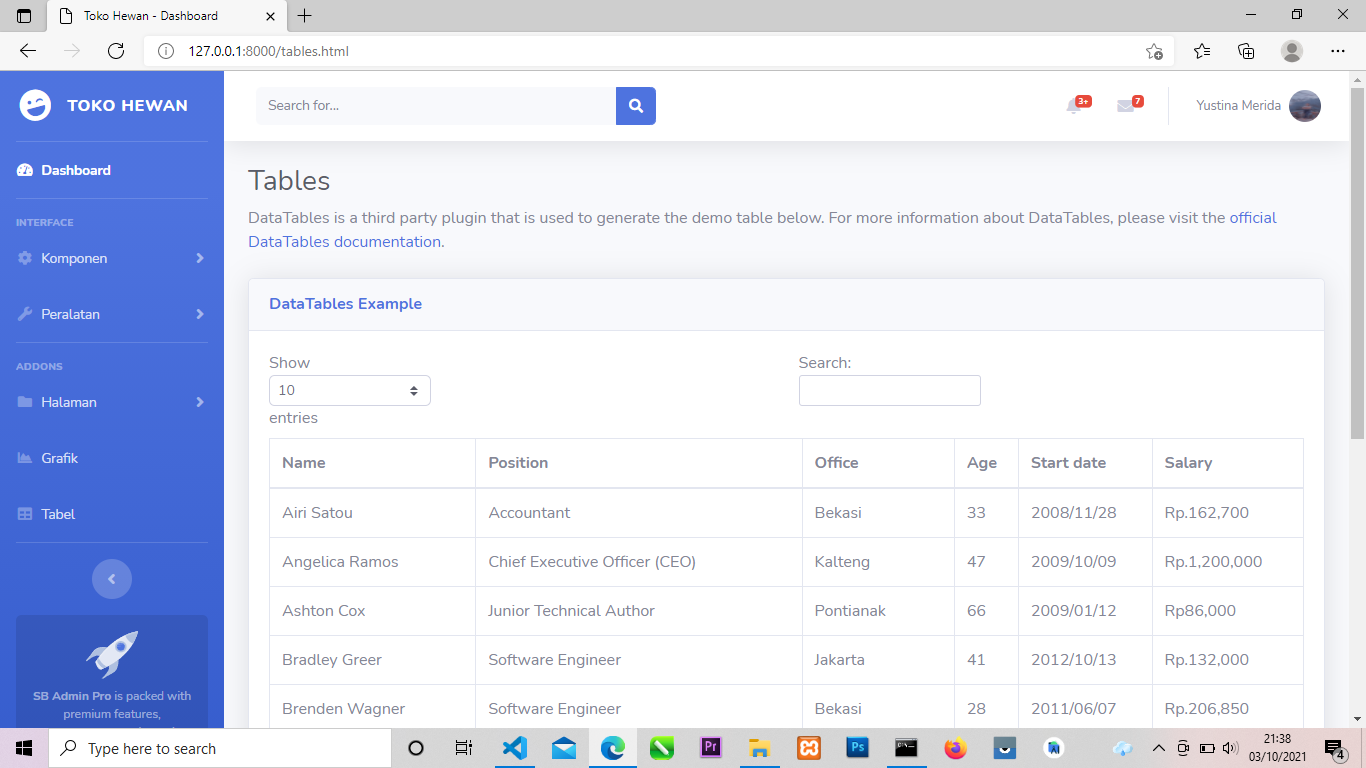 Toko Hewan - Dashboard
127.0.0.1:8000/tables.html
TOKO HEWAN
Search for...
3+
7
Yustina Merida
Dashboard
INTERFACE
Komponen
Peralatan
ADDONS
Halaman
Grafik
Tabel
SB Admin Pro is packed with
premium features,
Tables
DataTables is a third party plugin that is used to generate the demo table below. For more information about DataTables, please visit the official
DataTables documentation.
DataTables Example
Show
10
entries
Search:
Name Position Office Age Start date Salary
Airi Satou Accountant Bekasi 33 2008/11/28 Rp.162,700
Angelica Ramos Chief Executive Officer (CEO) Kalteng 47 2009/10/09 Rp.1,200,000
Ashton Cox Junior Technical Author Pontianak 66 2009/01/12 Rp86,000
Bradley Greer Software Engineer Jakarta 41 2012/10/13 Rp.132,000
Brenden Wagner Software Engineer Bekasi 28 2011/06/07 Rp.206,850
Type here to search
Pr
Ps
21:38
03/10/2021
4